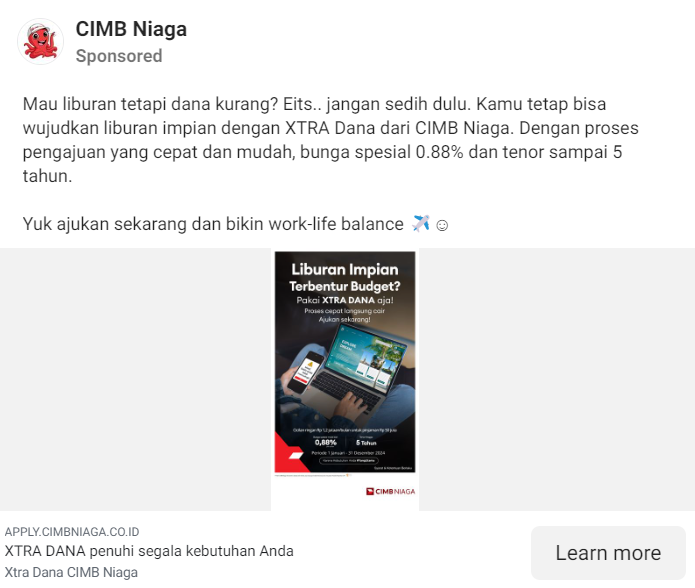 CIMB Niaga
Sponsored
Mau liburan tetapi dana kurang? Eits.. jangan sedih dulu. Kamu tetap bisa
wujudkan liburan impian dengan XTRA Dana dari CIMB Niaga. Dengan proses
pengajuan yang cepat dan mudah, bunga spesial 0.88% dan tenor sampai 5
tahun.
Yuk ajukan sekarang dan bikin work-life balance ✈️☺
Liburan Impian
Terbentur Budget?
Pakai XTRA DANA aja!
Proses cepat langsung cair
Ajukan sekarang!
0,88%
5 Tahun
Periode 1 Januari - 31 Desember 2024
CIMB NIAGA
APPLY.CIMBNIAGA.CO.ID
XTRA DANA penuhi segala kebutuhan Anda
Xtra Dana CIMB Niaga
Learn more